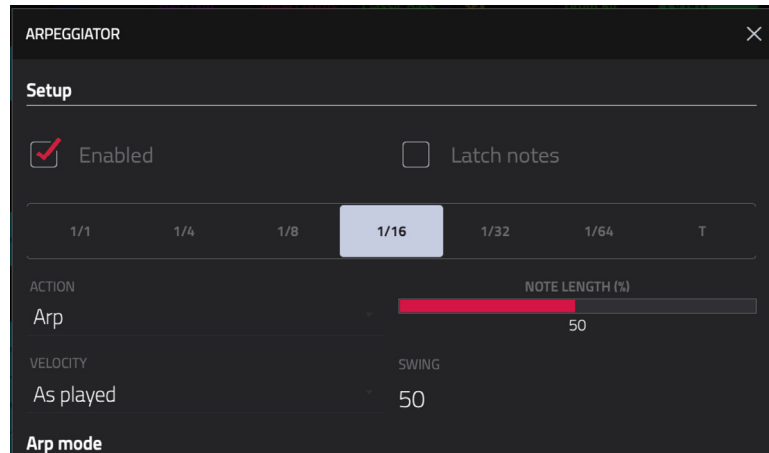 ARPEGGIATOR
Setup
Enabled
Latch notes
1/1 1/4 1/8 1/16 1/32 1/64 T
ACTION
NOTE LENGTH (%)
Arp
50
VELOCITY
SWING
As played
50
Arp mode